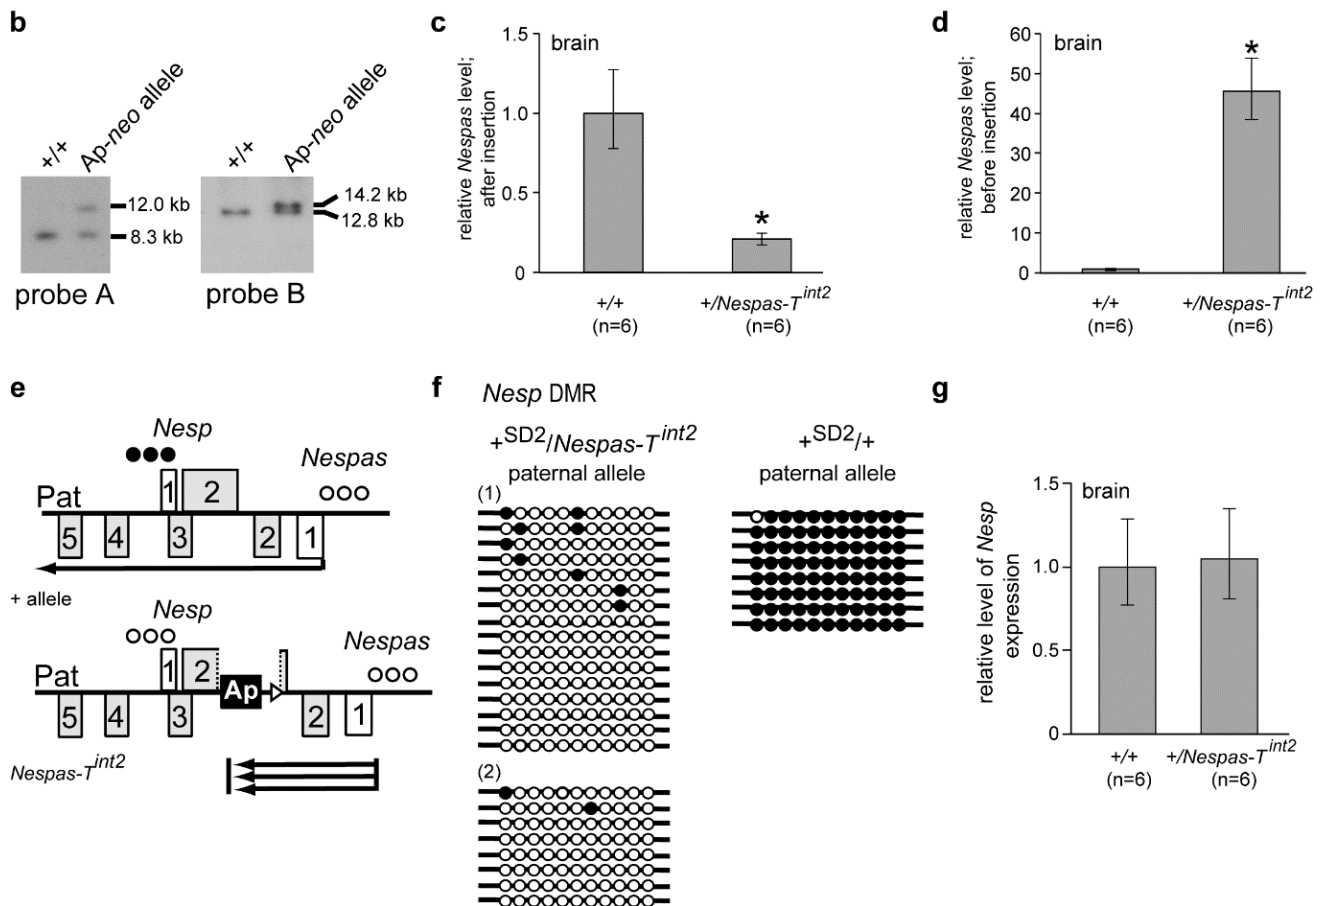 b
+/+
Ap-neo allele
+/+
Ap-neo allele
12.0 kb
8.3 kb
14.2 kb
12.8 kb
probe A
probe B
c
brain
relative Nespas level;
after insertion
1.5
1.0
0.5
0
*
+/+
(n=6)
+/Nespas-T^int2
(n=6)
d
brain
relative Nespas level;
before insertion
60
50
40
30
20
10
0
*
+/+
(n=6)
+/Nespas-T^int2
(n=6)
e
Nesp
Nespas
Pat
1
2
5
4
3
2
1
+ allele
Nesp
Nespas
Pat
1
2
Ap
5
4
3
2
1
Nespas-T^int2
f
Nesp DMR
+^SD2/Nespas-T^int2
paternal allele
+^SD2/+
paternal allele
(1)
(2)
g
brain
relative level of Nesp
expression
1.5
1.0
0.5
0
+/+
(n=6)
+/Nespas-T^int2
(n=6)